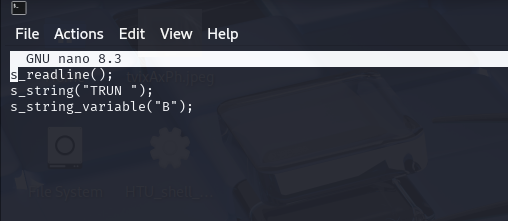 File Actions Edit View Help
GNU nano 8.3
s_readline();
s_string("TRUN ");
s_string_variable("B");
File System